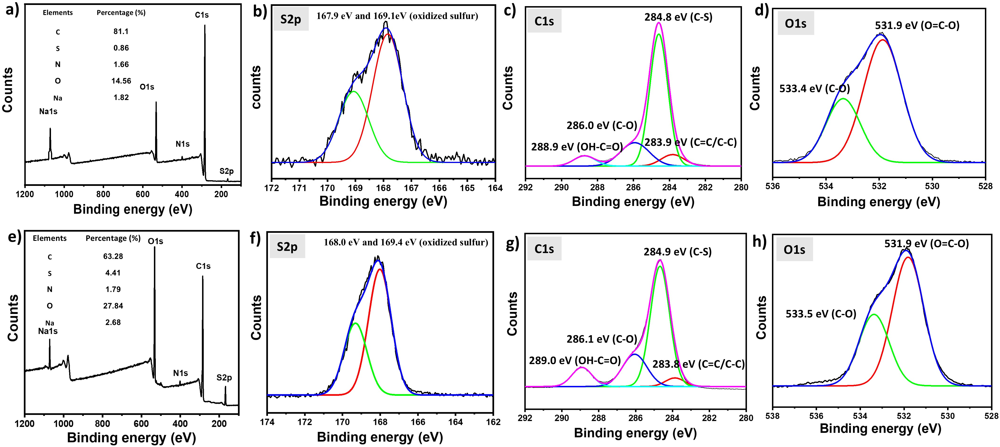 a)
Elements Percentage (%)
C 81.1
S 0.86
N 1.66
O 14.56
Na 1.82
C1s
O1s
Na1s
N1s
S2p
Counts
1200 1000 800 600 400 200
Binding energy (eV)
b)
S2p
167.9 eV and 169.1eV (oxidized sulfur)
counts
172 171 170 169 168 167 166 165 164
Binding energy (eV)
c)
C1s
284.8 eV (C-S)
286.0 eV (C-O)
283.9 eV (C=C/C-C)
288.9 eV (OH-C=O)
Counts
292 290 288 286 284 282 280
Binding energy (eV)
d)
O1s
531.9 eV (O=C-O)
533.4 eV (C-O)
Counts
536 534 532 530 528
Binding energy (eV)
e)
Elements Percentage (%)
C 63.28
S 4.41
N 1.79
O 27.84
Na 2.68
O1s
C1s
Na1s
N1s
S2p
Counts
1200 1000 800 600 400 200
Binding energy (eV)
f)
S2p
168.0 eV and 169.4 eV (oxidized sulfur)
Counts
174 172 170 168 166 164 162
Binding energy (eV)
g)
C1s
284.9 eV (C-S)
286.1 eV (C-O)
289.0 eV (OH-C=O)
283.8 eV (C=C/C-C)
Counts
292 290 288 286 284 282 280
Binding energy (eV)
h)
O1s
531.9 eV (O=C-O)
533.5 eV (C-O)
Counts
538 536 534 532 530 528
Binding energy (eV)